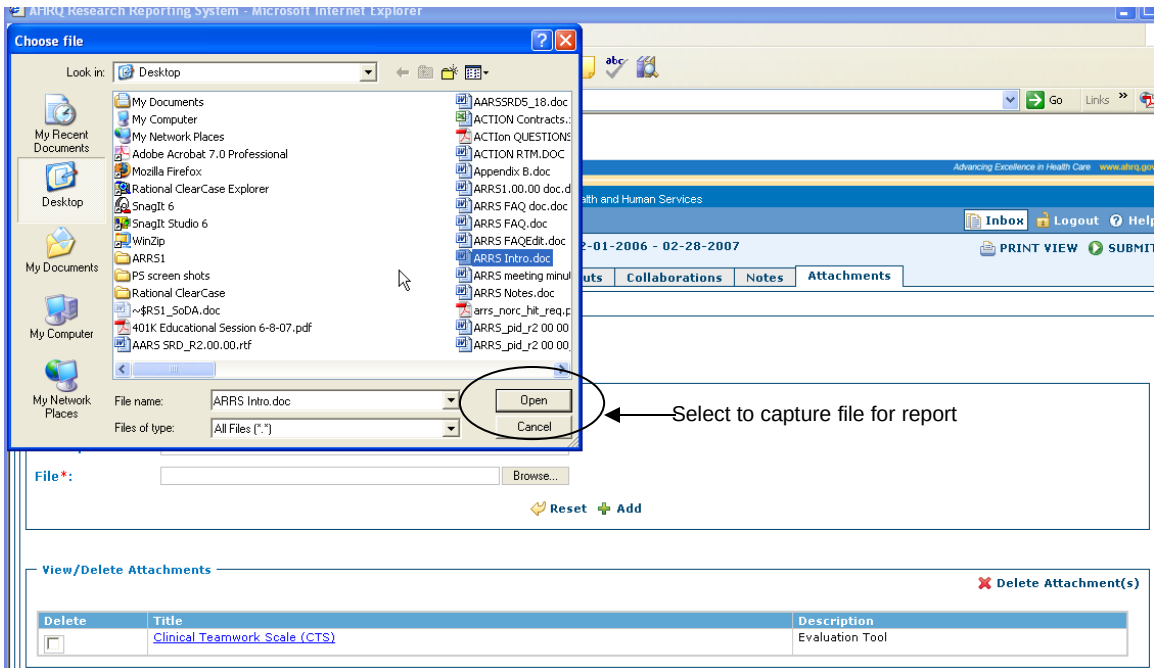 AHRQ Research Reporting System - Microsoft Internet Explorer
Choose file
Look in: Desktop
My Recent Documents
Desktop
My Documents
My Computer
My Network Places
My Documents
My Computer
My Network Places
Adobe Acrobat 7.0 Professional
Mozilla Firefox
Rational ClearCase Explorer
SnagIt 6
SnagIt Studio 6
WinZip
ARRS1
PS screen shots
Rational ClearCase
~$RS1_SoDA.doc
401K Educational Session 6-8-07.pdf
AARS SRD_R2.00.00.rtf
AARSSRD5_18.doc
ACTION Contracts.
ACTIon QUESTIONS
ACTION RTM.DOC
Appendix B.doc
ARRS1.00.00 doc.d
ARRS FAQ doc.doc
ARRS FAQ.doc
ARRS FAQEdit.doc
ARRS Intro.doc
ARRS meeting minu
ARRS Notes.doc
arrs_norc_hit_req.p
ARRS_pid_r2 00 00
ARRS_pid_r2 00 00_
File name: ARRS Intro.doc Open
Files of type: All Files (*.*) Cancel
abc
Go Links »
Advancing Excellence in Health Care www.ahrq.gov
alth and Human Services
Inbox Logout Help
2-01-2006 - 02-28-2007 PRINT VIEW SUBMIT
uts Collaborations Notes Attachments
Select to capture file for report
File*: Browse...
Reset Add
View/Delete Attachments
Delete Attachment(s)
Delete Title Description
Clinical Teamwork Scale (CTS) Evaluation Tool